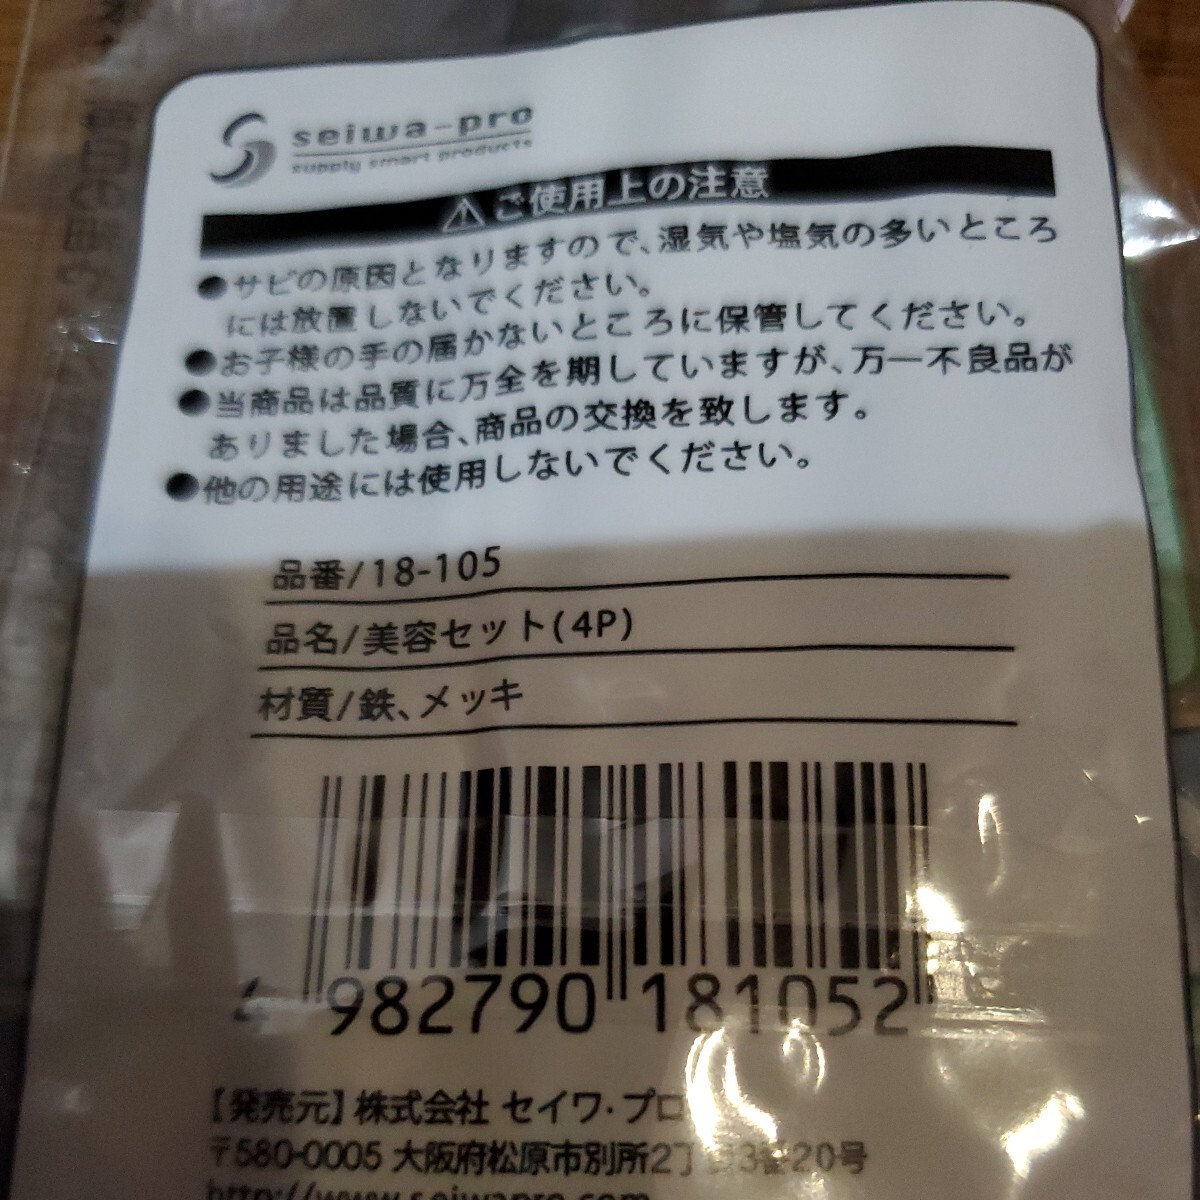 seiwa-pro
supply smart products
⚠ご使用上の注意
●サビの原因となりますので、湿気や塩気の多いところ
には放置しないでください。
●お子様の手の届かないところに保管してください。
●当商品は品質に万全を期していますが、万一不良品が
ありました場合、商品の交換を致します。
●他の用途には使用しないでください。
品番/18-105
品名/美容セット(4P)
材質/鉄、メッキ
4 982790 181052
【発売元】株式会社 セイワ・プロ
〒580-0005 大阪府松原市別所2丁目3番20号
http://www.seiwapro.com